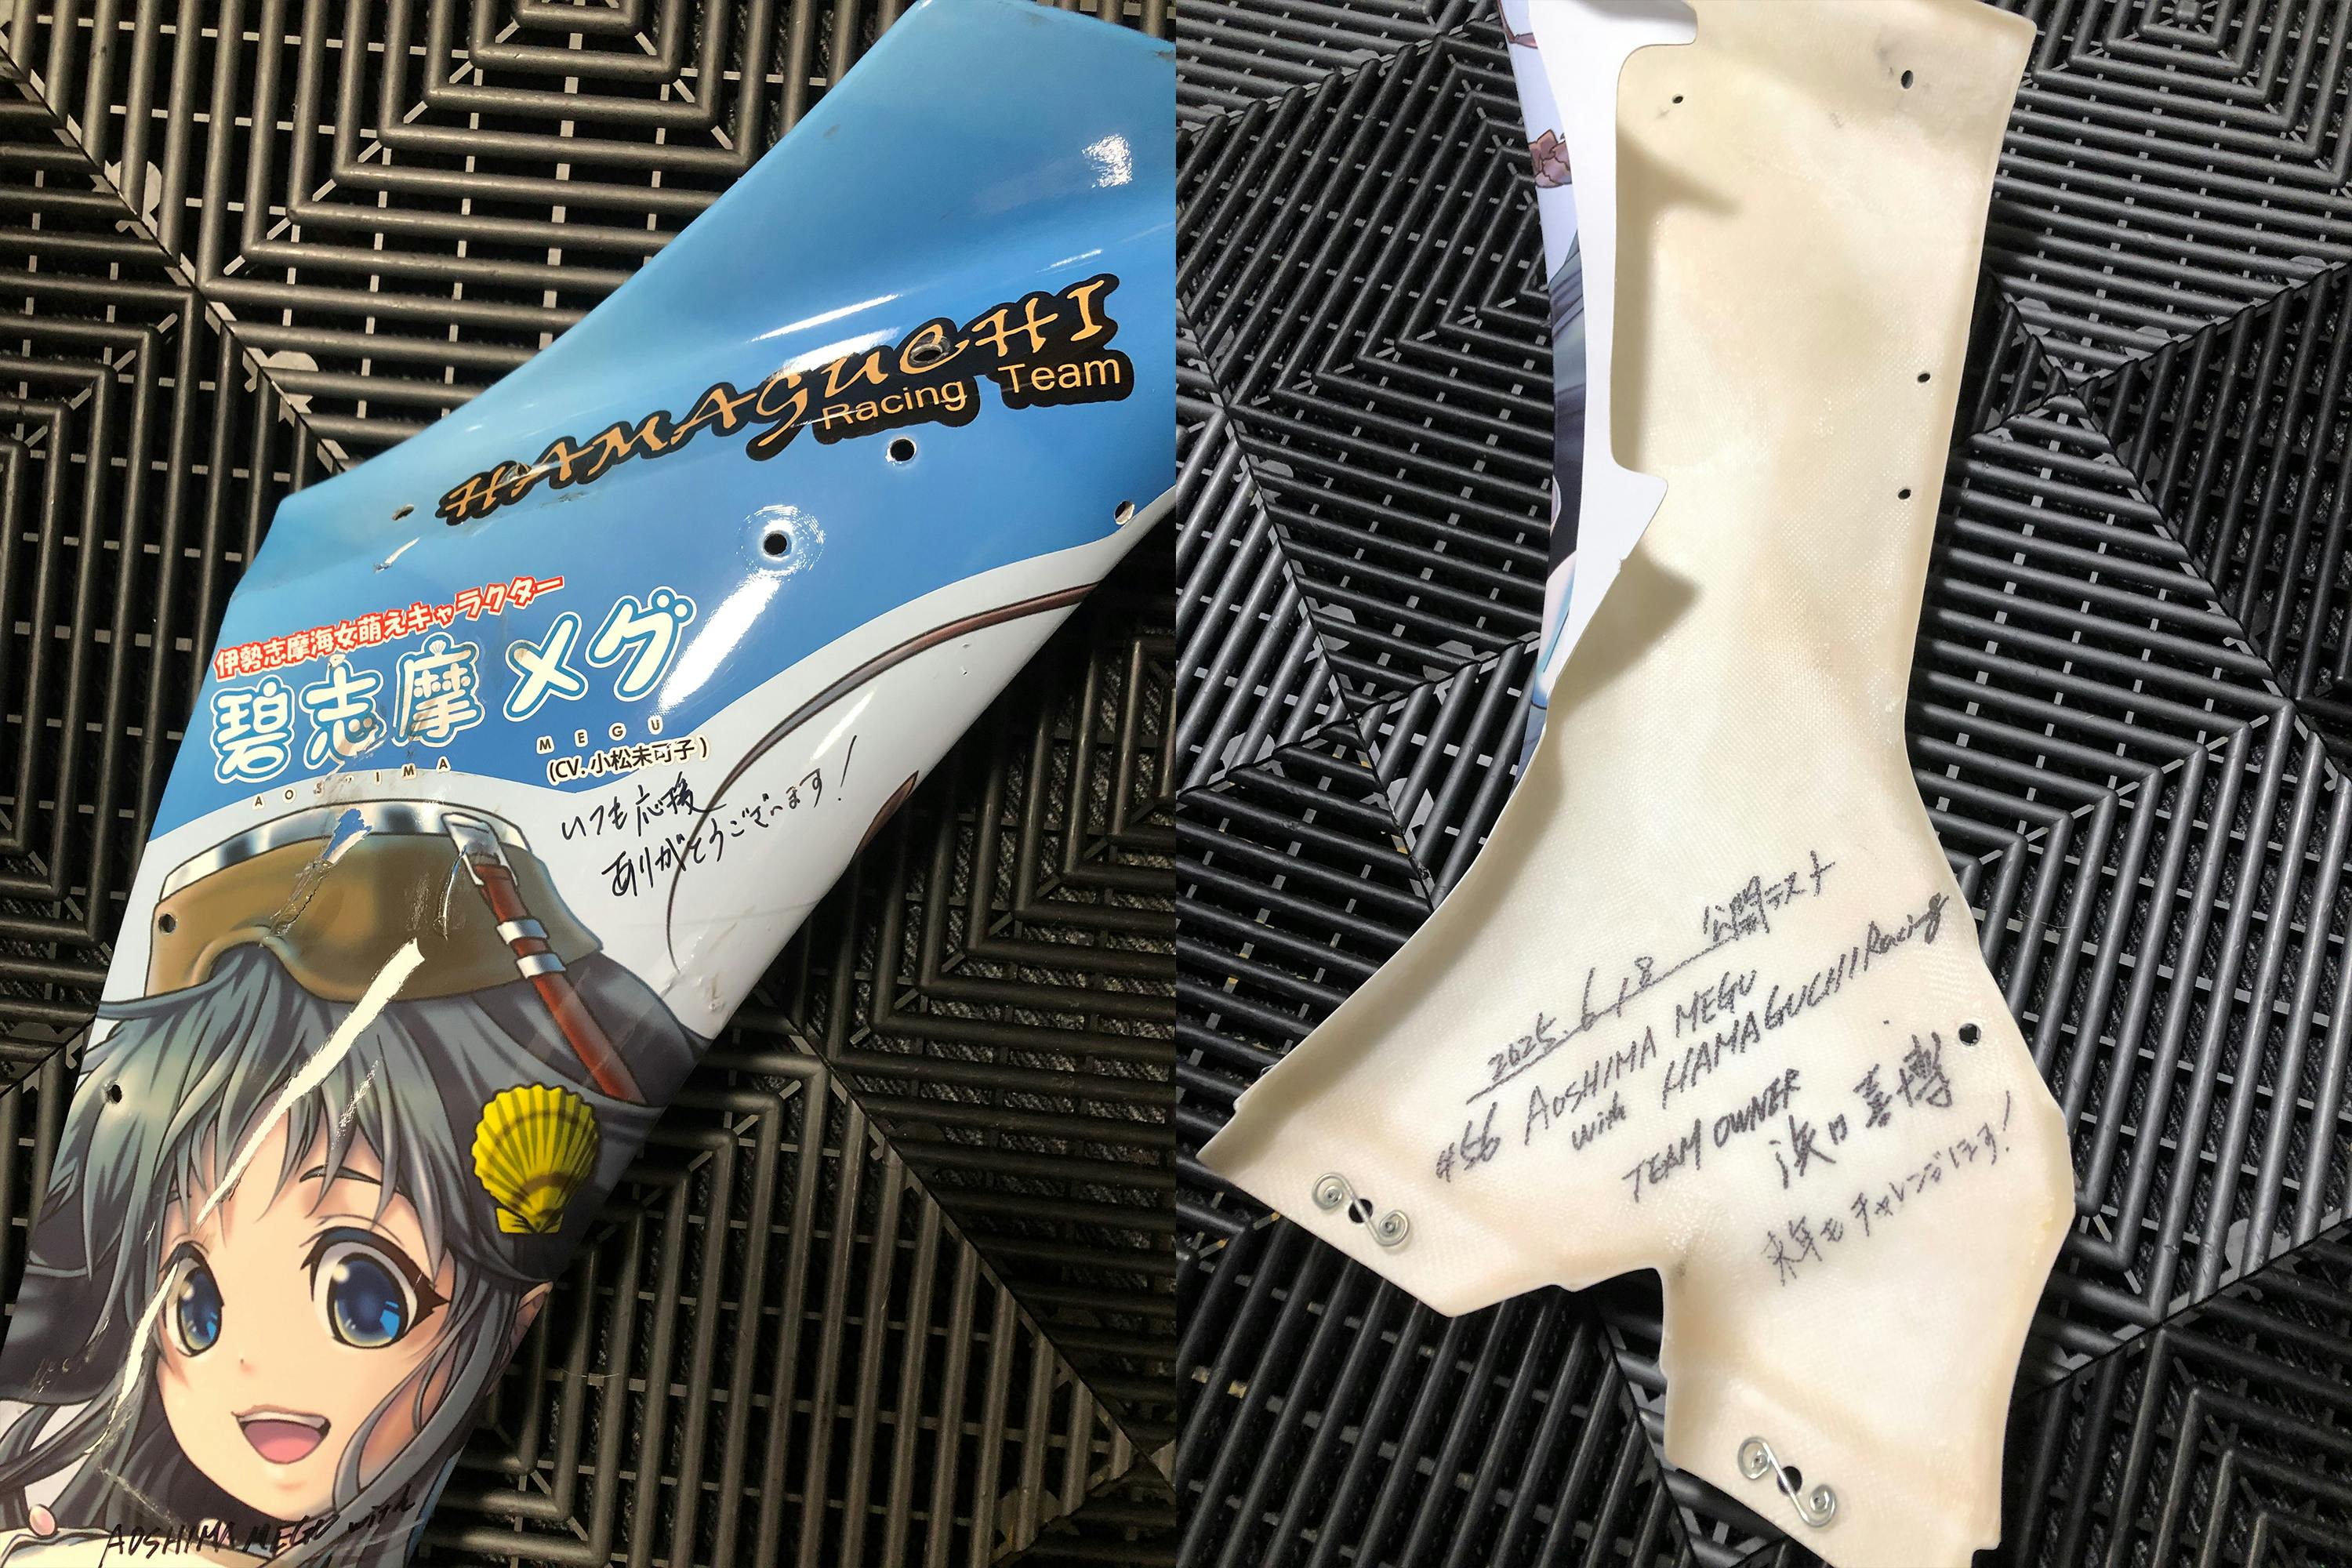 HAMAGUCHI
Racing Team
伊勢志摩海女萌えキャラクター
碧志摩メグ
AOSHIMA MEGU
(CV.小松未可子)
いつも応援
ありがとうございます!
AOSHIMA MEGU with
2025.6.18 公開テスト
#56 AOSHIMA MEGU
with HAMAGUCHI Racing
TEAM OWNER
浜口喜博
来年もチャレンジします!